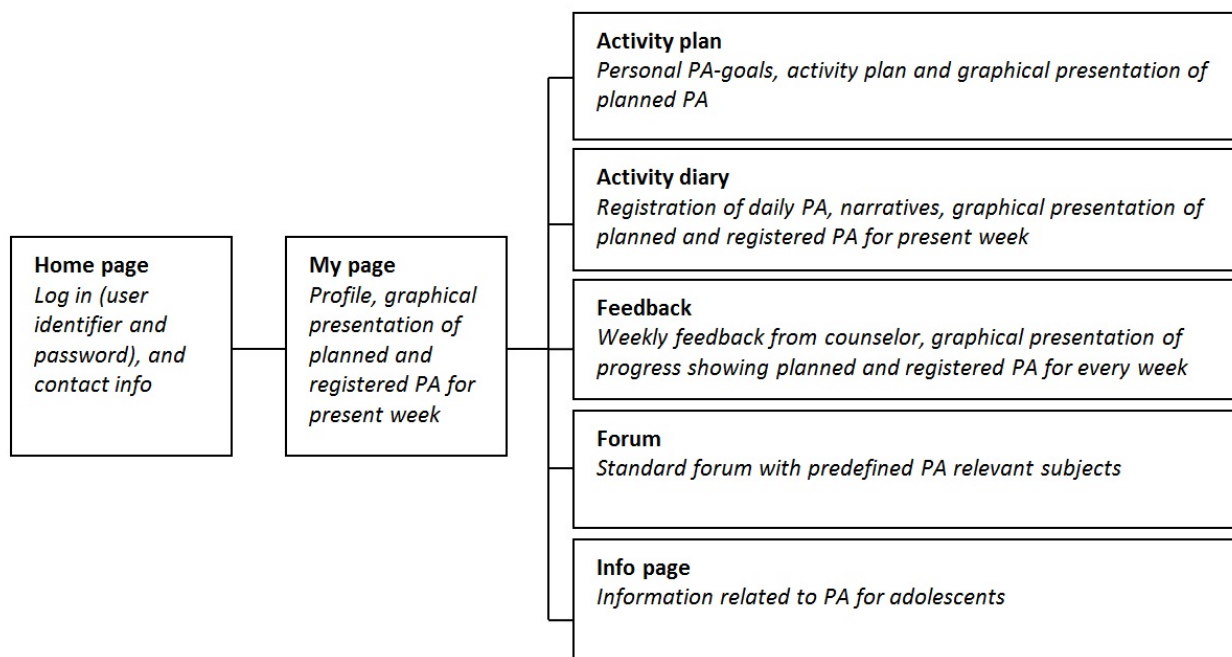 Home page
Log in (user
identifier and
password), and
contact info
My page
Profile, graphical
presentation of
planned and
registered PA for
present week
Activity plan
Personal PA-goals, activity plan and graphical presentation of
planned PA
Activity diary
Registration of daily PA, narratives, graphical presentation of
planned and registered PA for present week
Feedback
Weekly feedback from counselor, graphical presentation of
progress showing planned and registered PA for every week
Forum
Standard forum with predefined PA relevant subjects
Info page
Information related to PA for adolescents